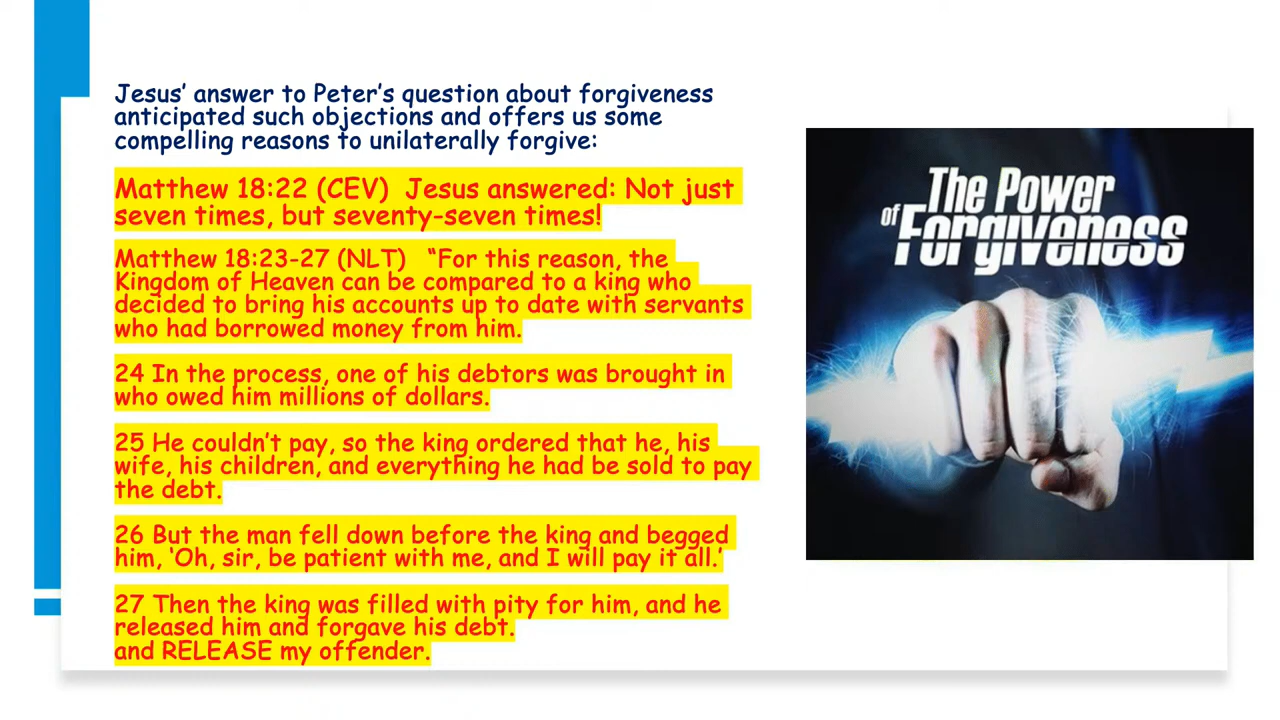 Jesus’ answer to Peter’s question about forgiveness
anticipated such objections and offers us some
compelling reasons to unilaterally forgive:
Matthew 18:22 (CEV)  Jesus answered: Not just
seven times, but seventy-seven times!
Matthew 18:23-27 (NLT)   “For this reason, the
Kingdom of Heaven can be compared to a king who
decided to bring his accounts up to date with servants
who had borrowed money from him.
24 In the process, one of his debtors was brought in
who owed him millions of dollars.
25 He couldn’t pay, so the king ordered that he, his
wife, his children, and everything he had be sold to pay
the debt.
26 But the man fell down before the king and begged
him, ‘Oh, sir, be patient with me, and I will pay it all.’
27 Then the king was filled with pity for him, and he
released him and forgave his debt.
and RELEASE my offender.
The Power
of Forgiveness